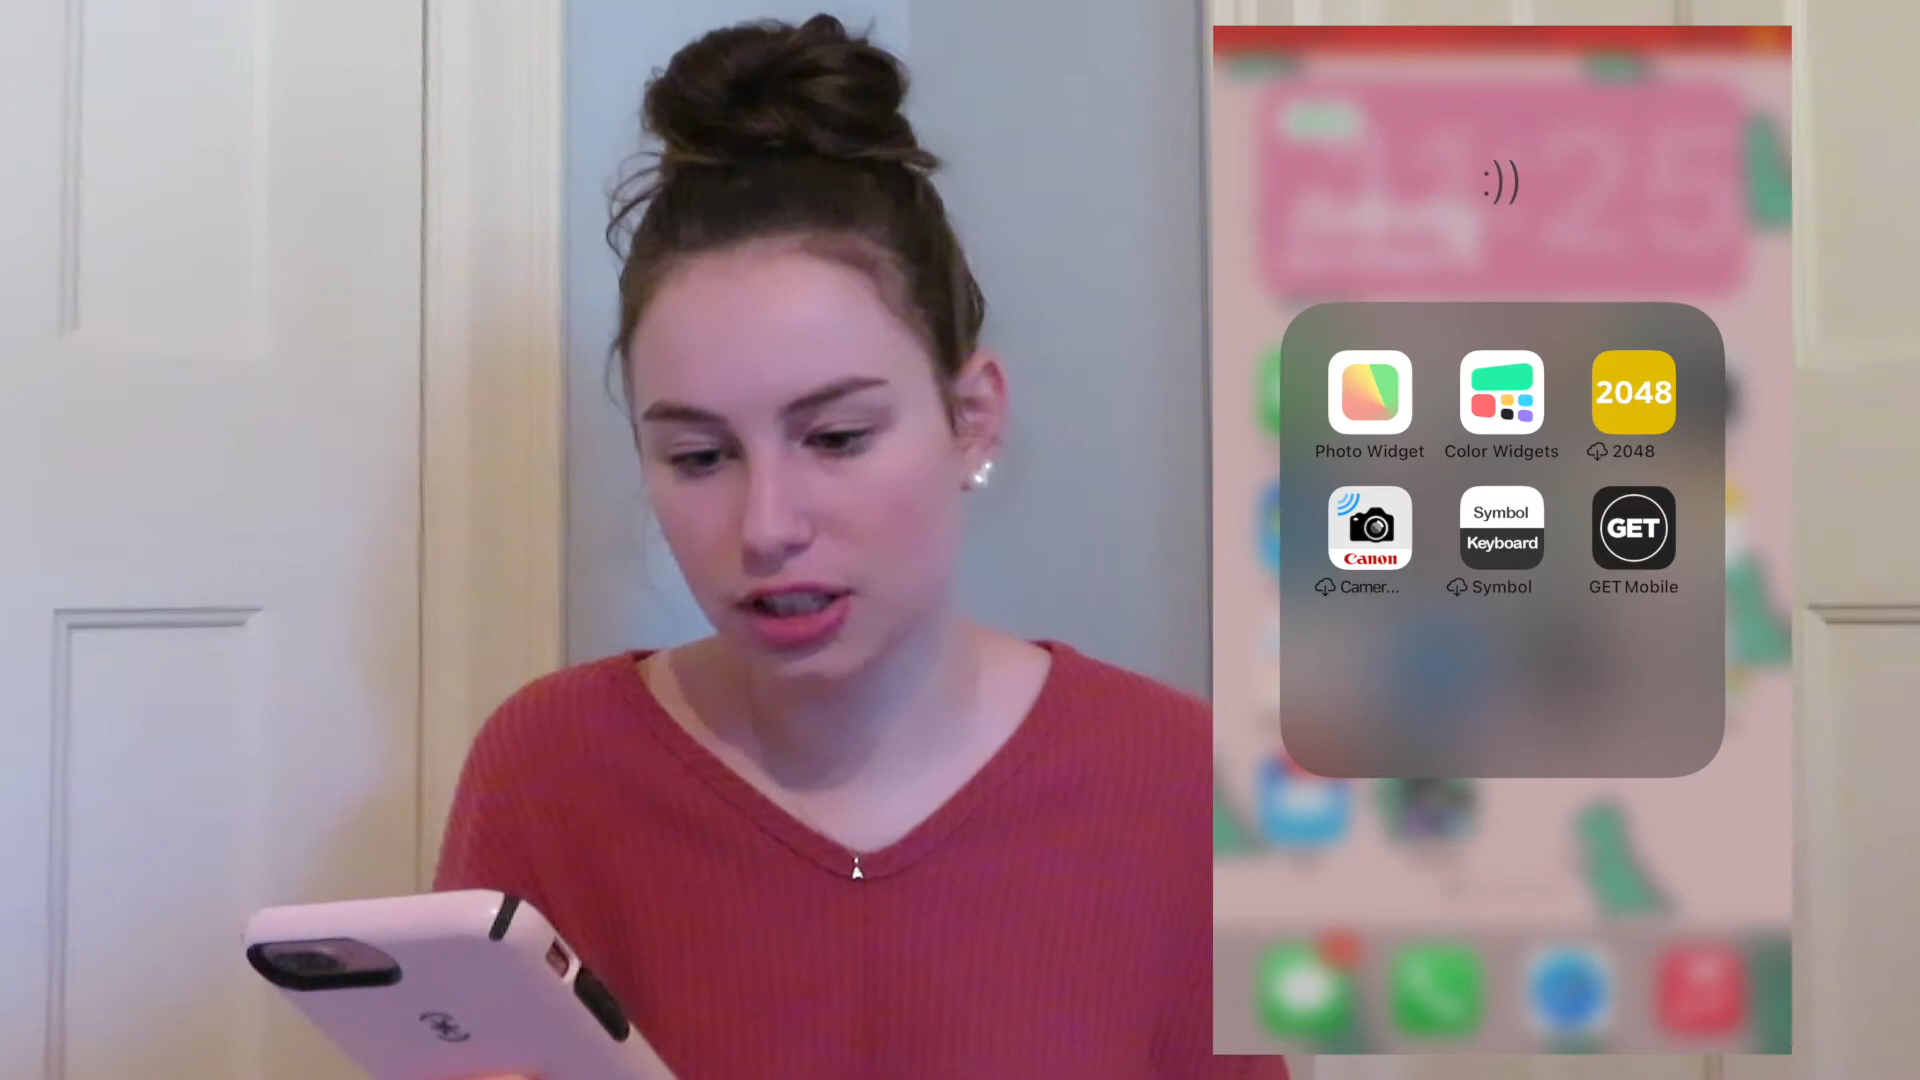 :))
2048
Photo Widget
Color Widgets
2048
Canon
Symbol
Keyboard
GET
Camer...
Symbol
GET Mobile